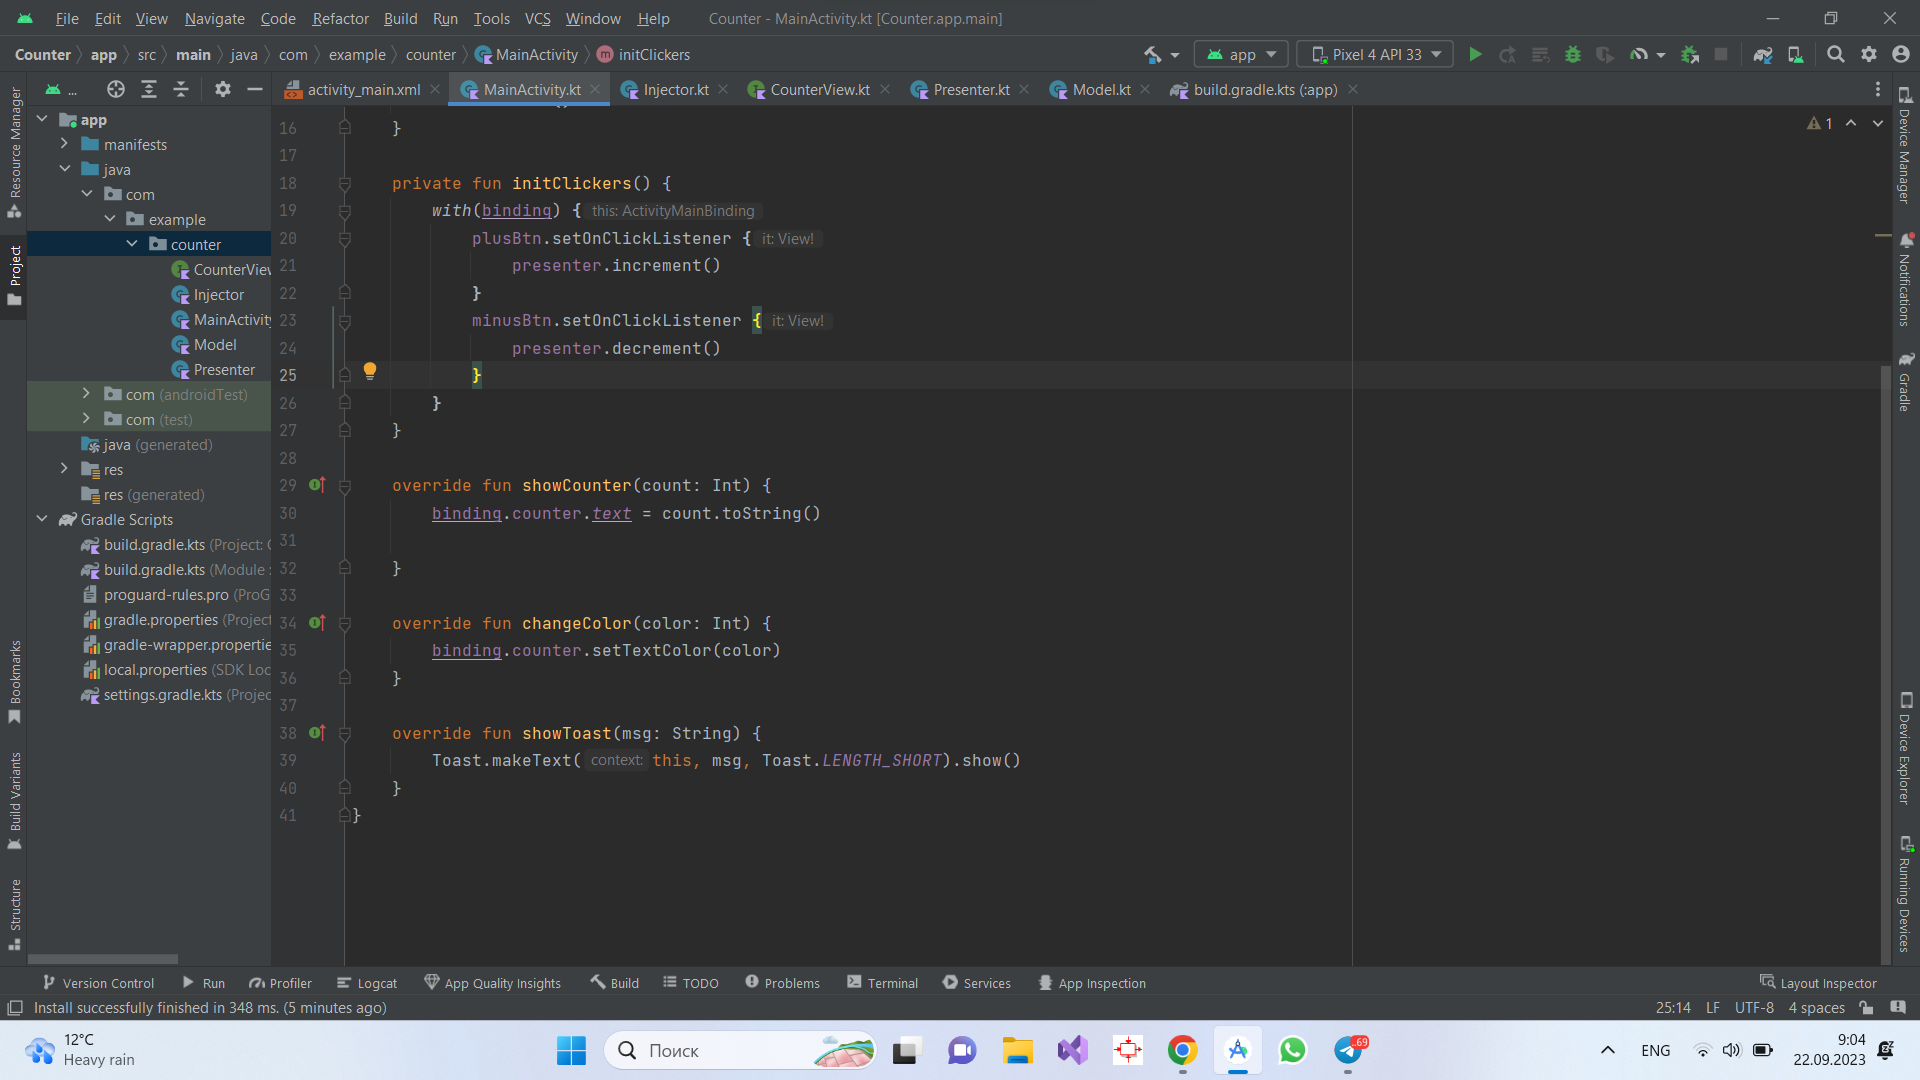 File Edit View Navigate Code Refactor Build Run Tools VCS Window Help Counter - MainActivity.kt [Counter.app.main]
Counter app src main java com example counter MainActivity initClickers app Pixel 4 API 33
... activity_main.xml MainActivity.kt Injector.kt CounterView.kt Presenter.kt Model.kt build.gradle.kts (:app)
Resource Manager
Project
Bookmarks
Build Variants
Structure
app
manifests
java
com
example
counter
CounterView
Injector
MainActivity
Model
Presenter
com (androidTest)
com (test)
java (generated)
res
res (generated)
Gradle Scripts
build.gradle.kts (Project: C
build.gradle.kts (Module :
proguard-rules.pro (ProG
gradle.properties (Project
gradle-wrapper.propertie
local.properties (SDK Loc
settings.gradle.kts (Projec
1
16 }
17
18 private fun initClickers() {
19 with(binding) { this: ActivityMainBinding
20 plusBtn.setOnClickListener { it: View!
21 presenter.increment()
22 }
23 minusBtn.setOnClickListener { it: View!
24 presenter.decrement()
25 }
26 }
27 }
28
29 override fun showCounter(count: Int) {
30 binding.counter.text = count.toString()
31
32 }
33
34 override fun changeColor(color: Int) {
35 binding.counter.setTextColor(color)
36 }
37
38 override fun showToast(msg: String) {
39 Toast.makeText( context: this, msg, Toast.LENGTH_SHORT).show()
40 }
41 }
Device Manager
Notifications
Gradle
Device Explorer
Running Devices
Version Control Run Profiler Logcat App Quality Insights Build TODO Problems Terminal Services App Inspection Layout Inspector
Install successfully finished in 348 ms. (5 minutes ago) 25:14 LF UTF-8 4 spaces
12°C
Heavy rain
Поиск
69
ENG
9:04
22.09.2023